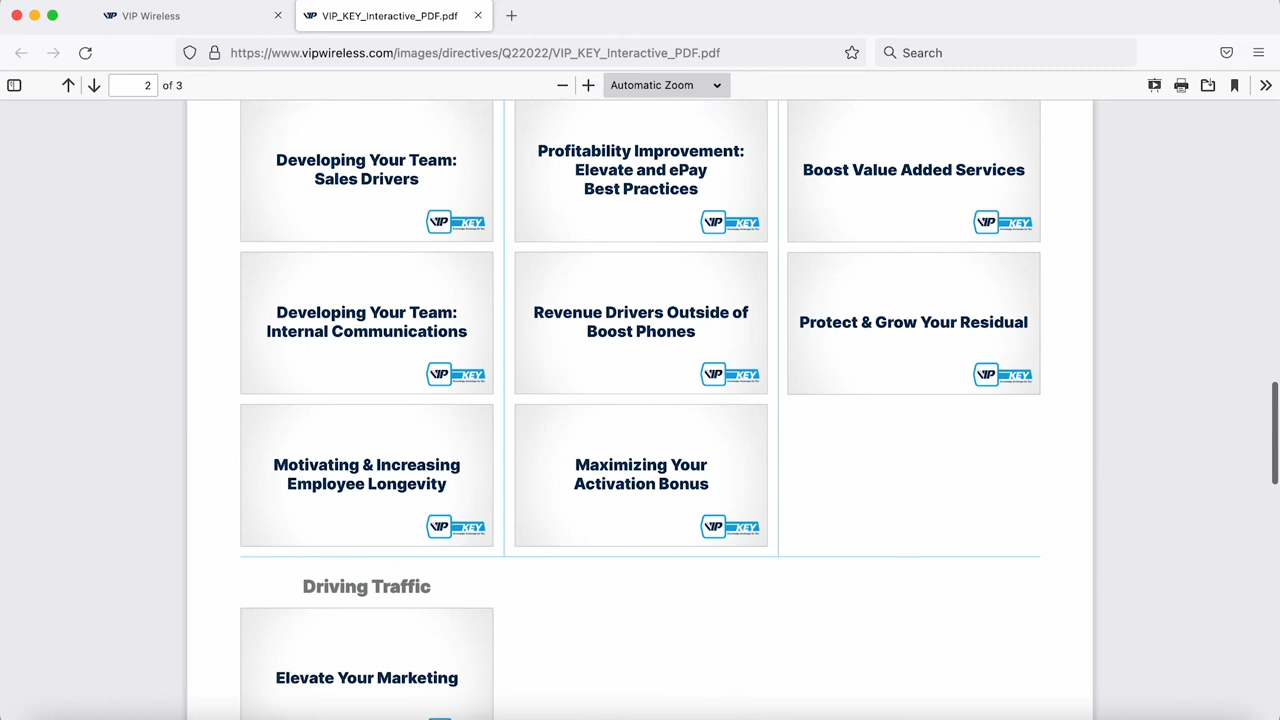 VIP Wireless
VIP_KEY_Interactive_PDF.pdf
https://www.vipwireless.com/images/directives/Q22022/VIP_KEY_Interactive_PDF.pdf
Search
2 of 3
Automatic Zoom
Developing Your Team:
Sales Drivers
VIP KEY
Profitability Improvement:
Elevate and ePay
Best Practices
VIP KEY
Boost Value Added Services
VIP KEY
Developing Your Team:
Internal Communications
VIP KEY
Revenue Drivers Outside of
Boost Phones
VIP KEY
Protect & Grow Your Residual
VIP KEY
Motivating & Increasing
Employee Longevity
VIP KEY
Maximizing Your
Activation Bonus
VIP KEY
Driving Traffic
Elevate Your Marketing